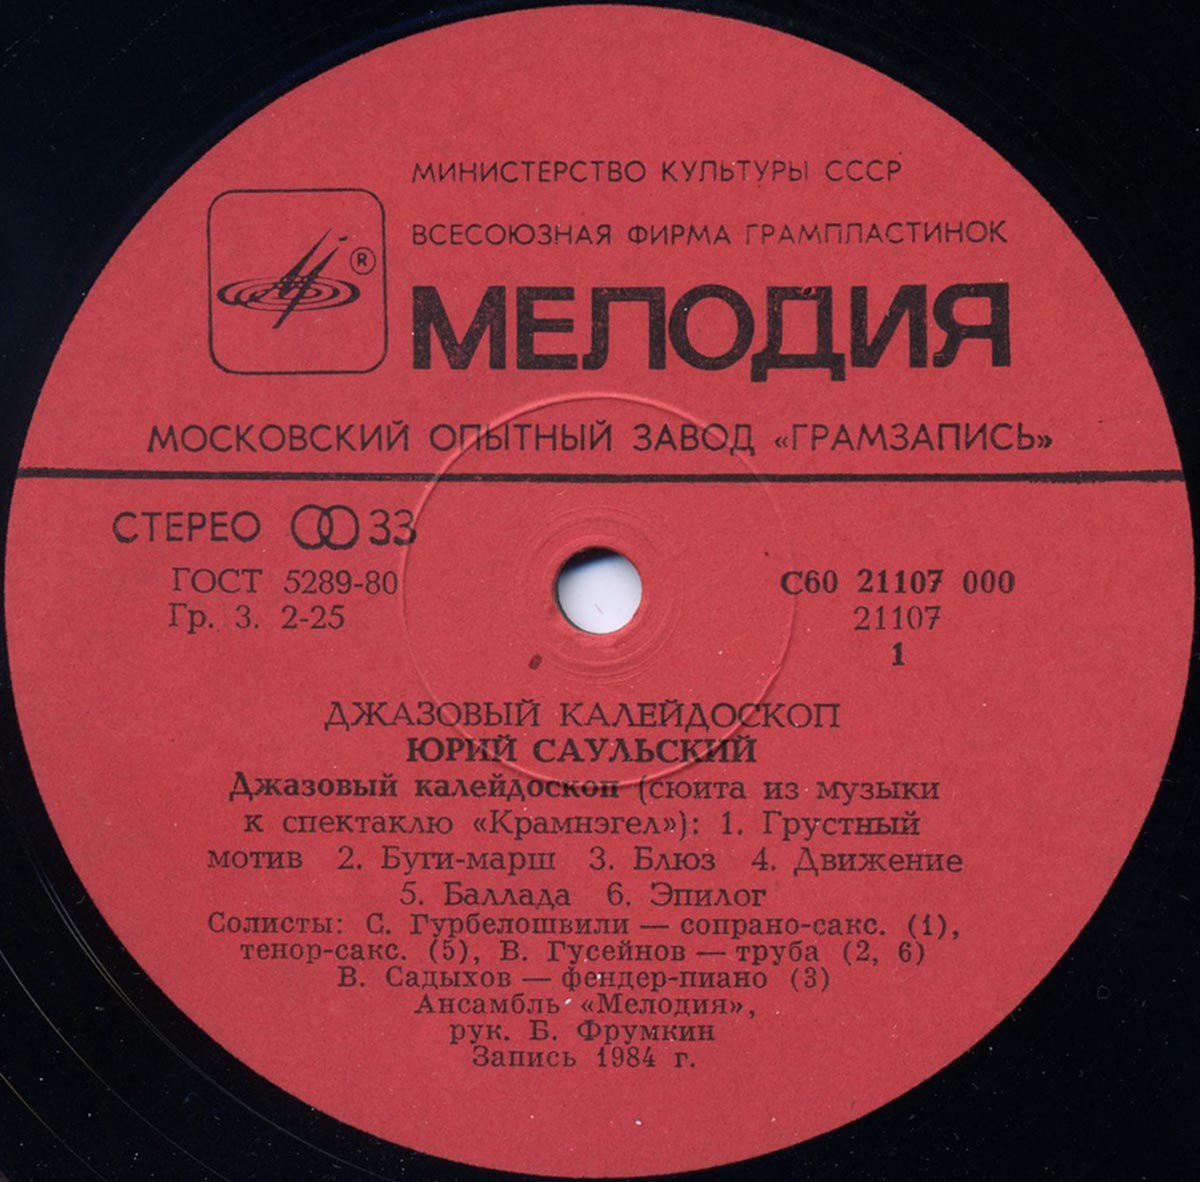 МИНИСТЕРСТВО КУЛЬТУРЫ СССР
ВСЕСОЮЗНАЯ ФИРМА ГРАМПЛАСТИНОК
®
МЕЛОДИЯ
МОСКОВСКИЙ ОПЫТНЫЙ ЗАВОД «ГРАМЗАПИСЬ»
СТЕРЕО 33
ГОСТ 5289-80
Гр. 3. 2-25
С60 21107 000
21107
1
ДЖАЗОВЫЙ КАЛЕЙДОСКОП
ЮРИЙ САУЛЬСКИЙ
Джазовый калейдоскоп (сюита из музыки
к спектаклю «Крамнэгел»): 1. Грустный
мотив 2. Буги-марш 3. Блюз 4. Движение
5. Баллада 6. Эпилог
Солисты: С. Гурбелошвили — сопрано-сакс. (1),
тенор-сакс. (5), В. Гусейнов — труба (2, 6)
В. Садыхов — фендер-пиано (3)
Ансамбль «Мелодия»,
рук. Б. Фрумкин
Запись 1984 г.